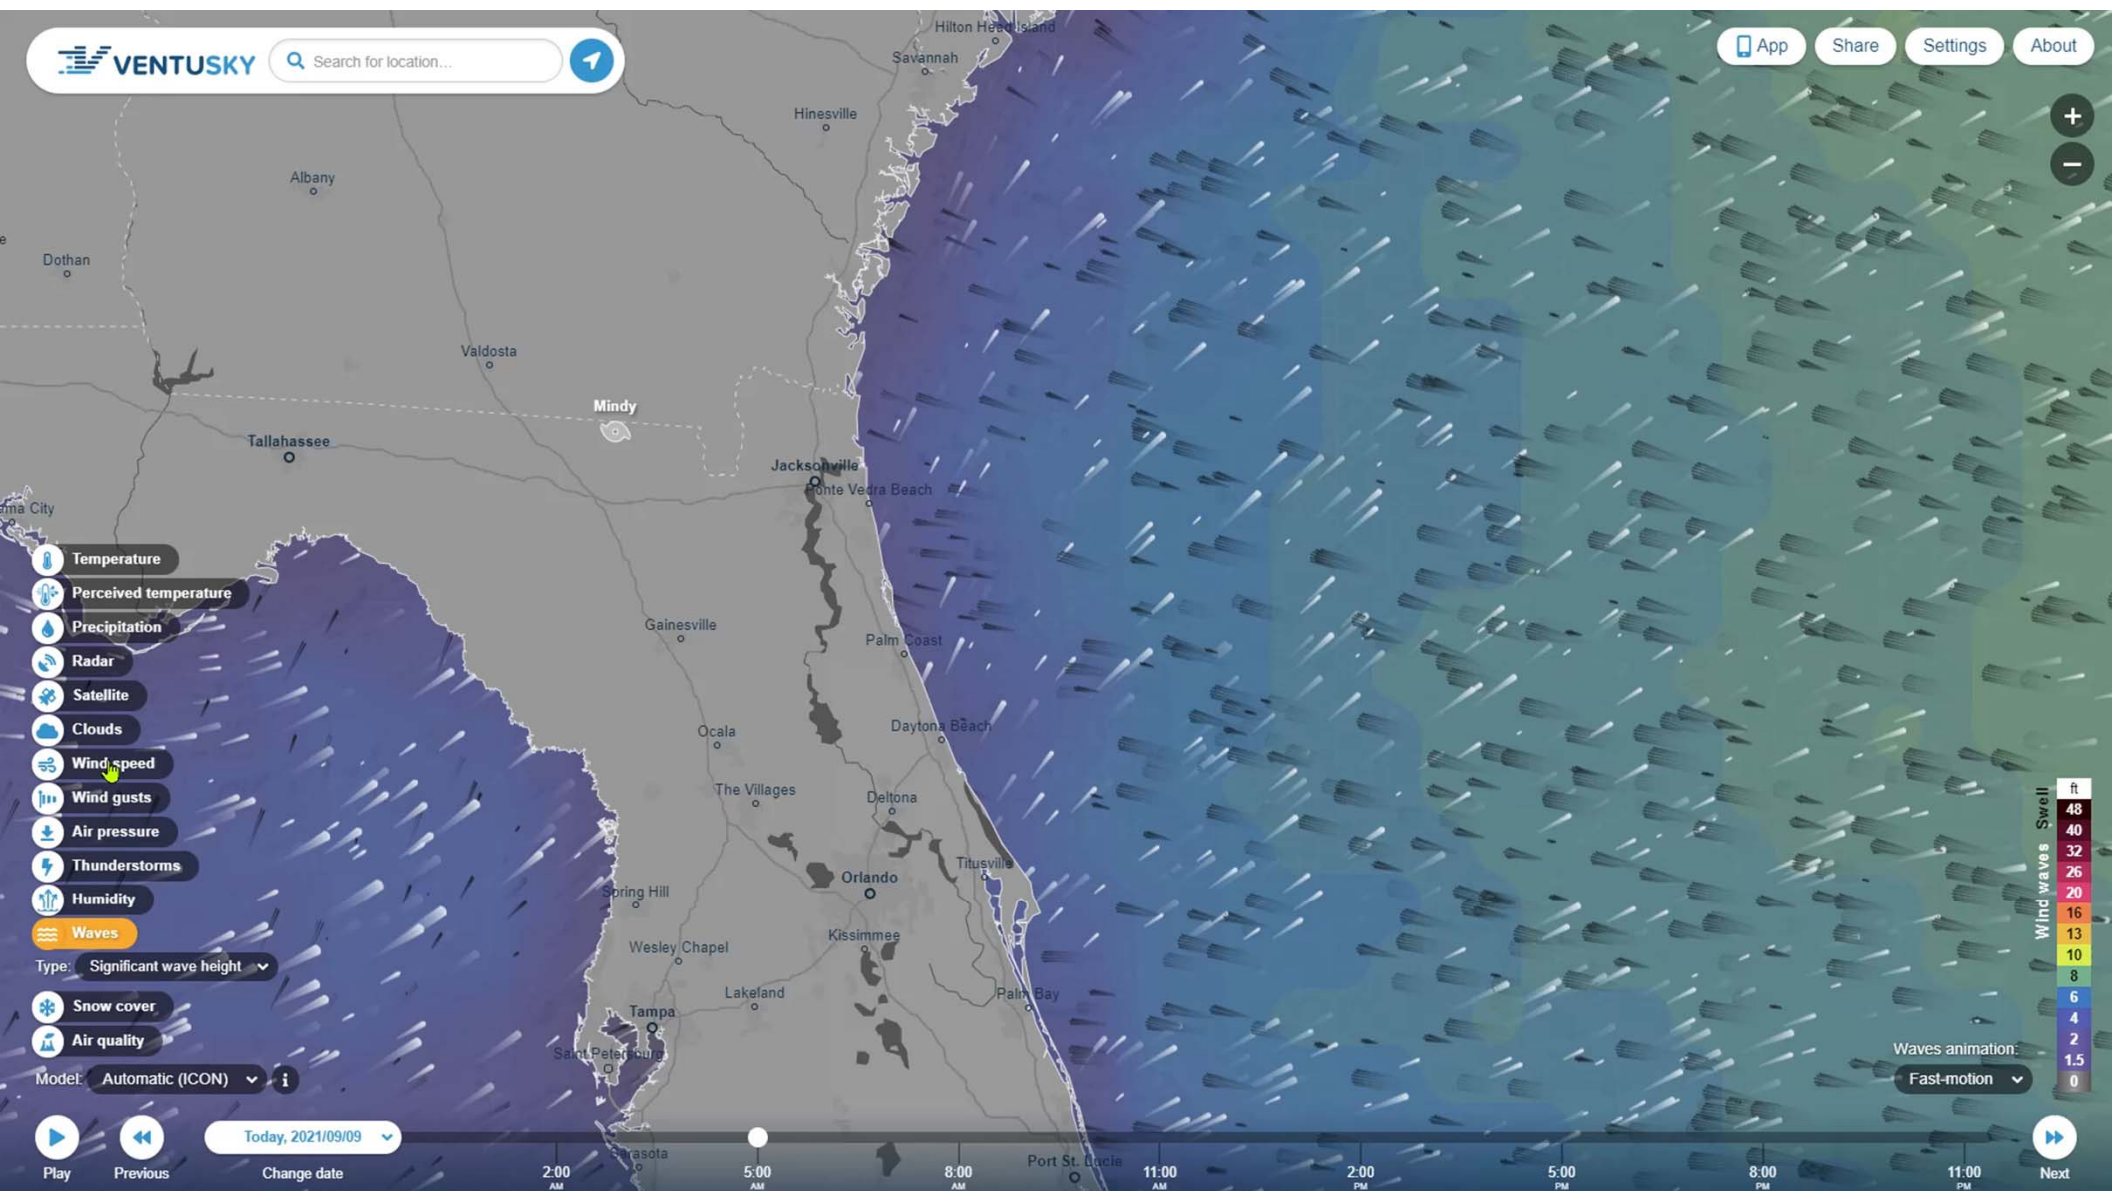 VENTUSKY
Search for location...
App
Share
Settings
About
Hilton Head Island
Savannah
Hinesville
Albany
Dothan
Valdosta
Mindy
Tallahassee
Jacksonville
Ponte Vedra Beach
ama City
Temperature
Perceived temperature
Precipitation
Radar
Satellite
Clouds
Wind speed
Wind gusts
Air pressure
Thunderstorms
Humidity
Waves
Type: Significant wave height
Snow cover
Air quality
Model: Automatic (ICON) i
Gainesville
Palm Coast
Ocala
Daytona Beach
The Villages
Deltona
Titusville
Orlando
Spring Hill
Kissimmee
Wesley Chapel
Lakeland
Palm Bay
Tampa
Saint Petersburg
Sarasota
Port St. Lucie
Wind waves Swell
ft
48
40
32
26
20
16
13
10
8
6
4
2
1.5
0
Waves animation:
Fast-motion
Play
Previous
Today, 2021/09/09
Change date
2:00 AM
5:00 AM
8:00 AM
11:00 AM
2:00 PM
5:00 PM
8:00 PM
11:00 PM
Next